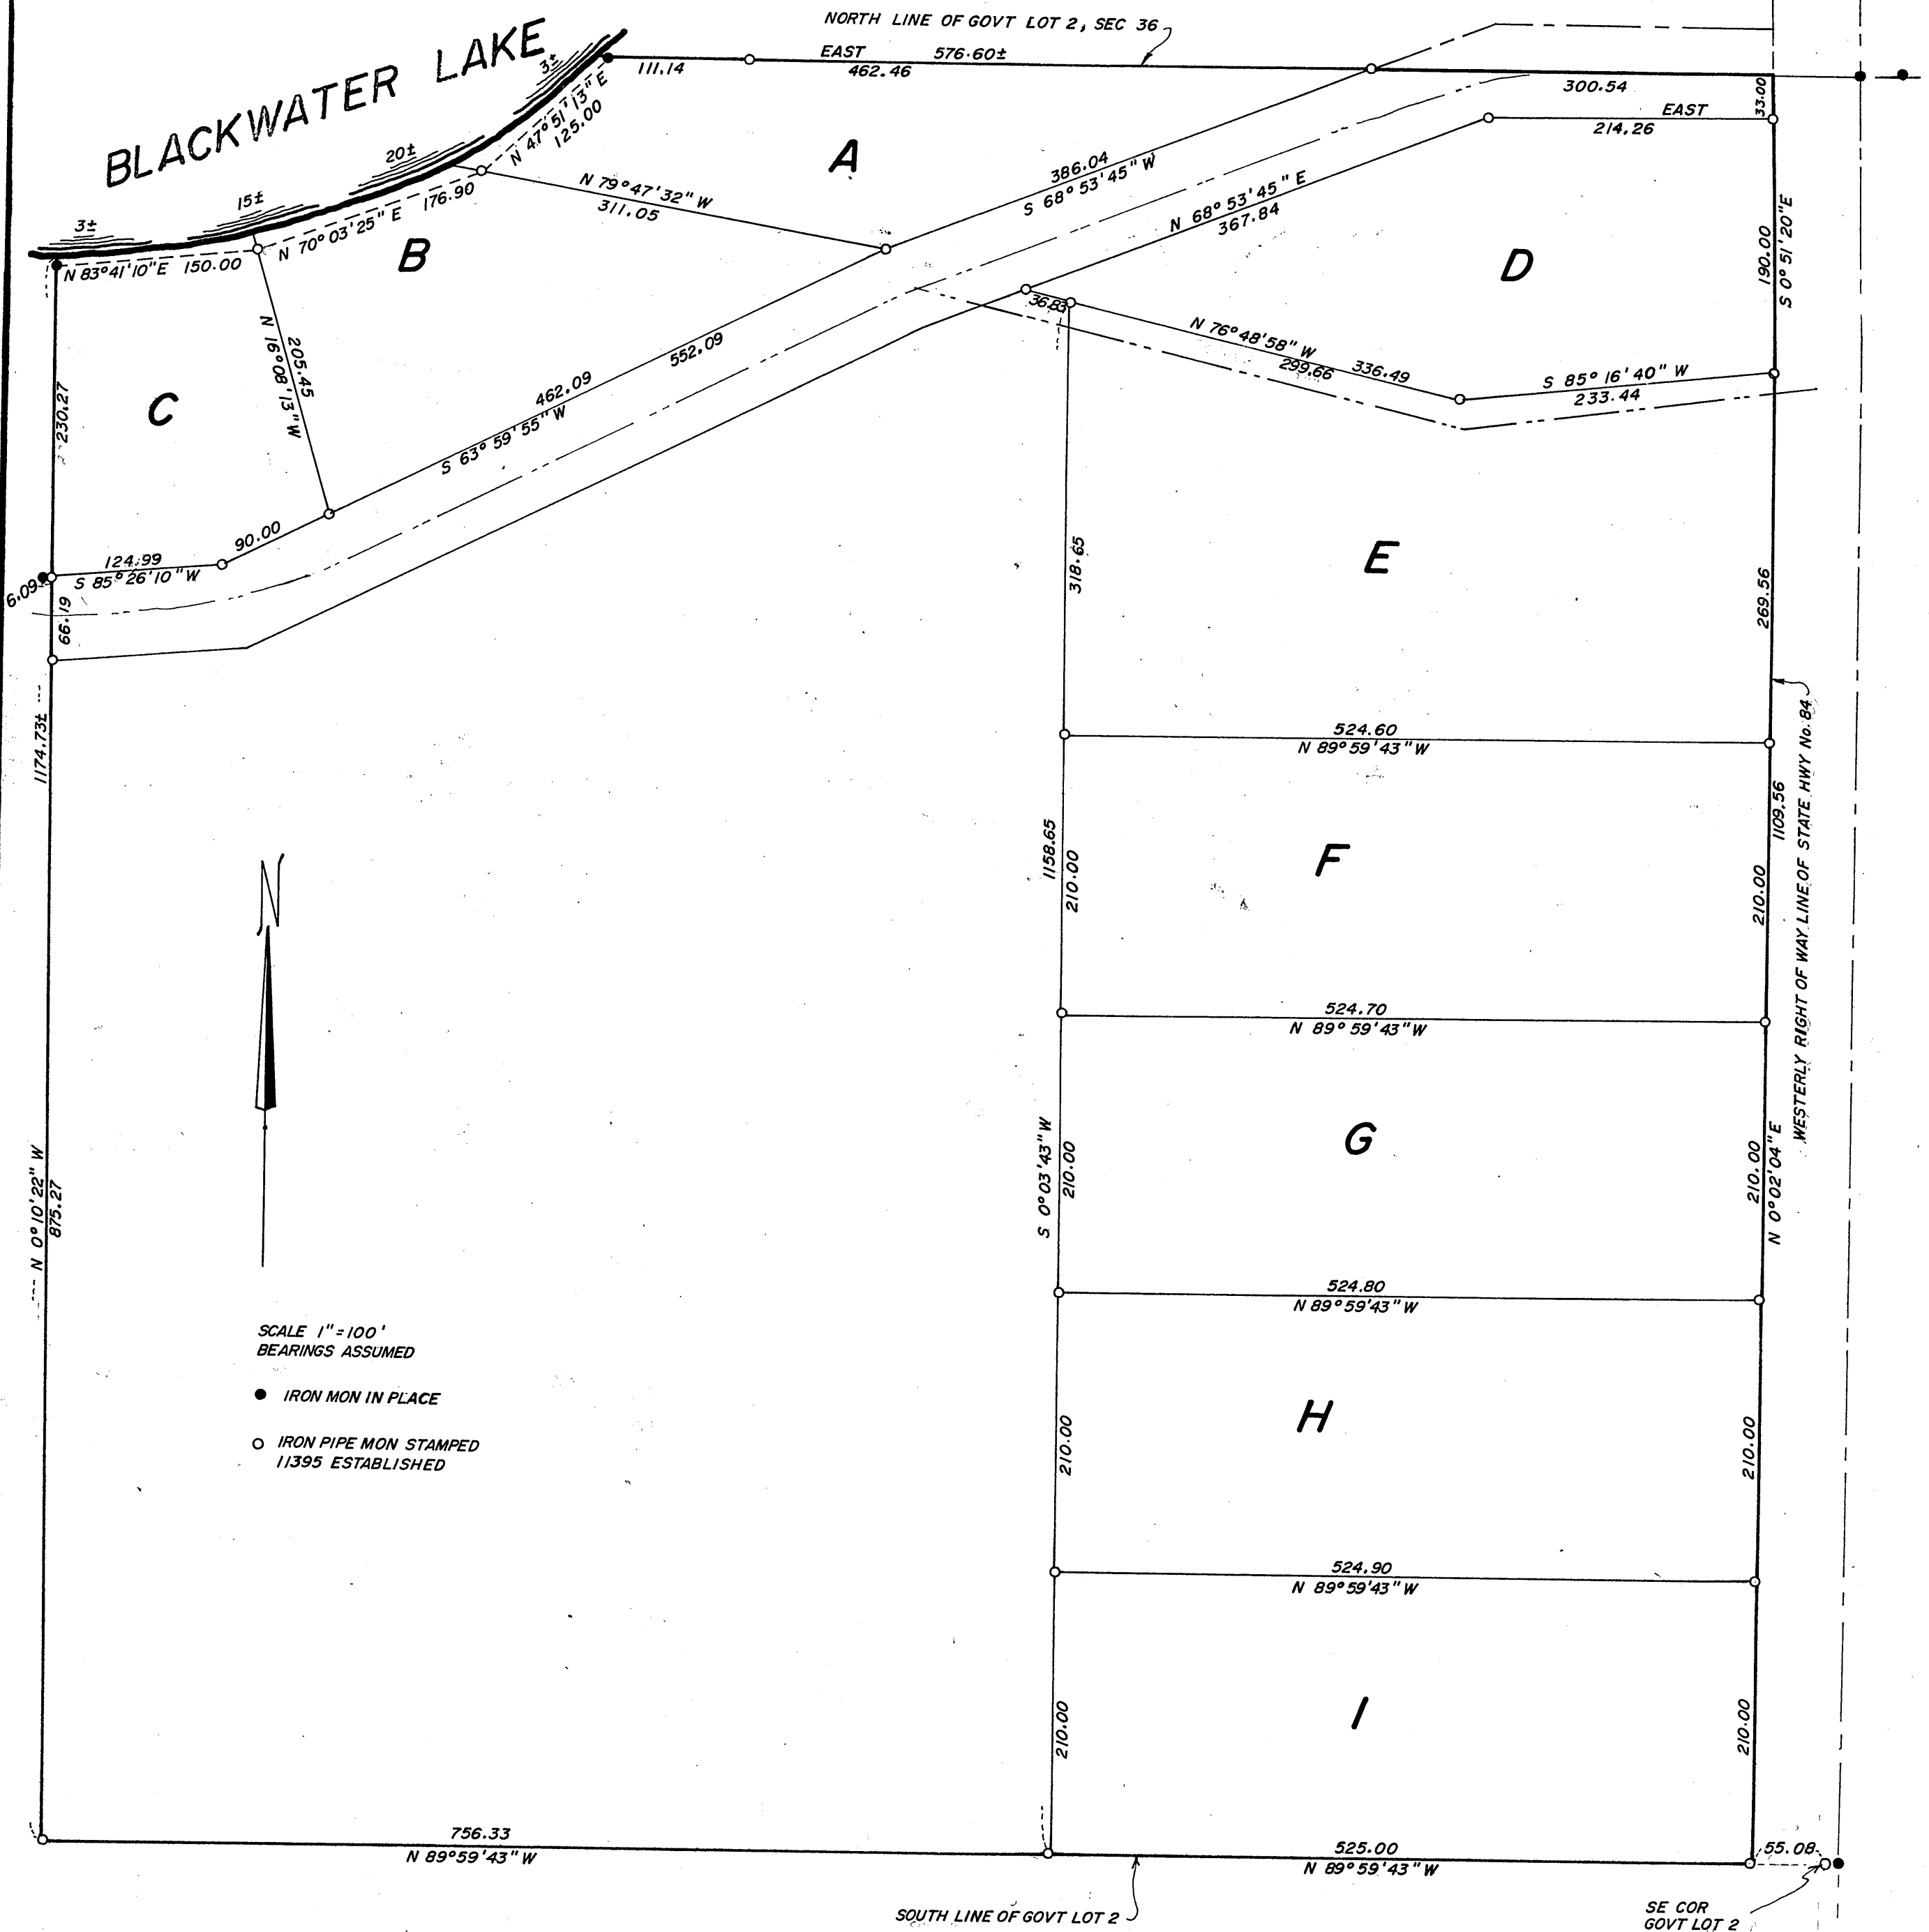 NORTH LINE OF GOVT LOT 2, SEC 36
BLACKWATER LAKE
EAST 576.60±
111.14
462.46
300.54
33.00
EAST
214.26
3±
N 47°51'13"E
125.00
20±
15±
3±
A
386.04
S 68°53'45"W
N 68°53'45"E
367.84
N 79°47'32"W
311.05
N 70°03'25"E 176.90
N 83°41'10"E 150.00
B
D
190.00
S 0°51'20"E
36.83
N 76°48'58"W
299.66
336.49
S 85°16'40"W
233.44
230.27
C
205.45
N 16°08'13"W
552.09
462.09
S 63°59'55"W
90.00
124.99
S 85°26'10"W
6.09
66.19
318.65
E
269.56
1174.73±
524.60
N 89°59'43"W
WESTERLY RIGHT OF WAY LINE OF STATE HWY No. 84
1109.56
1158.65
210.00
F
210.00
524.70
N 89°59'43"W
N
S 0°03'43"W
210.00
G
210.00
N 0°02'04"E
N 0°10'22"W
875.27
524.80
N 89°59'43"W
SCALE 1"=100'
BEARINGS ASSUMED
IRON MON IN PLACE
IRON PIPE MON STAMPED
11395 ESTABLISHED
210.00
H
210.00
524.90
N 89°59'43"W
210.00
I
210.00
756.33
N 89°59'43"W
525.00
N 89°59'43"W
55.08
SOUTH LINE OF GOVT LOT 2
SE COR
GOVT LOT 2